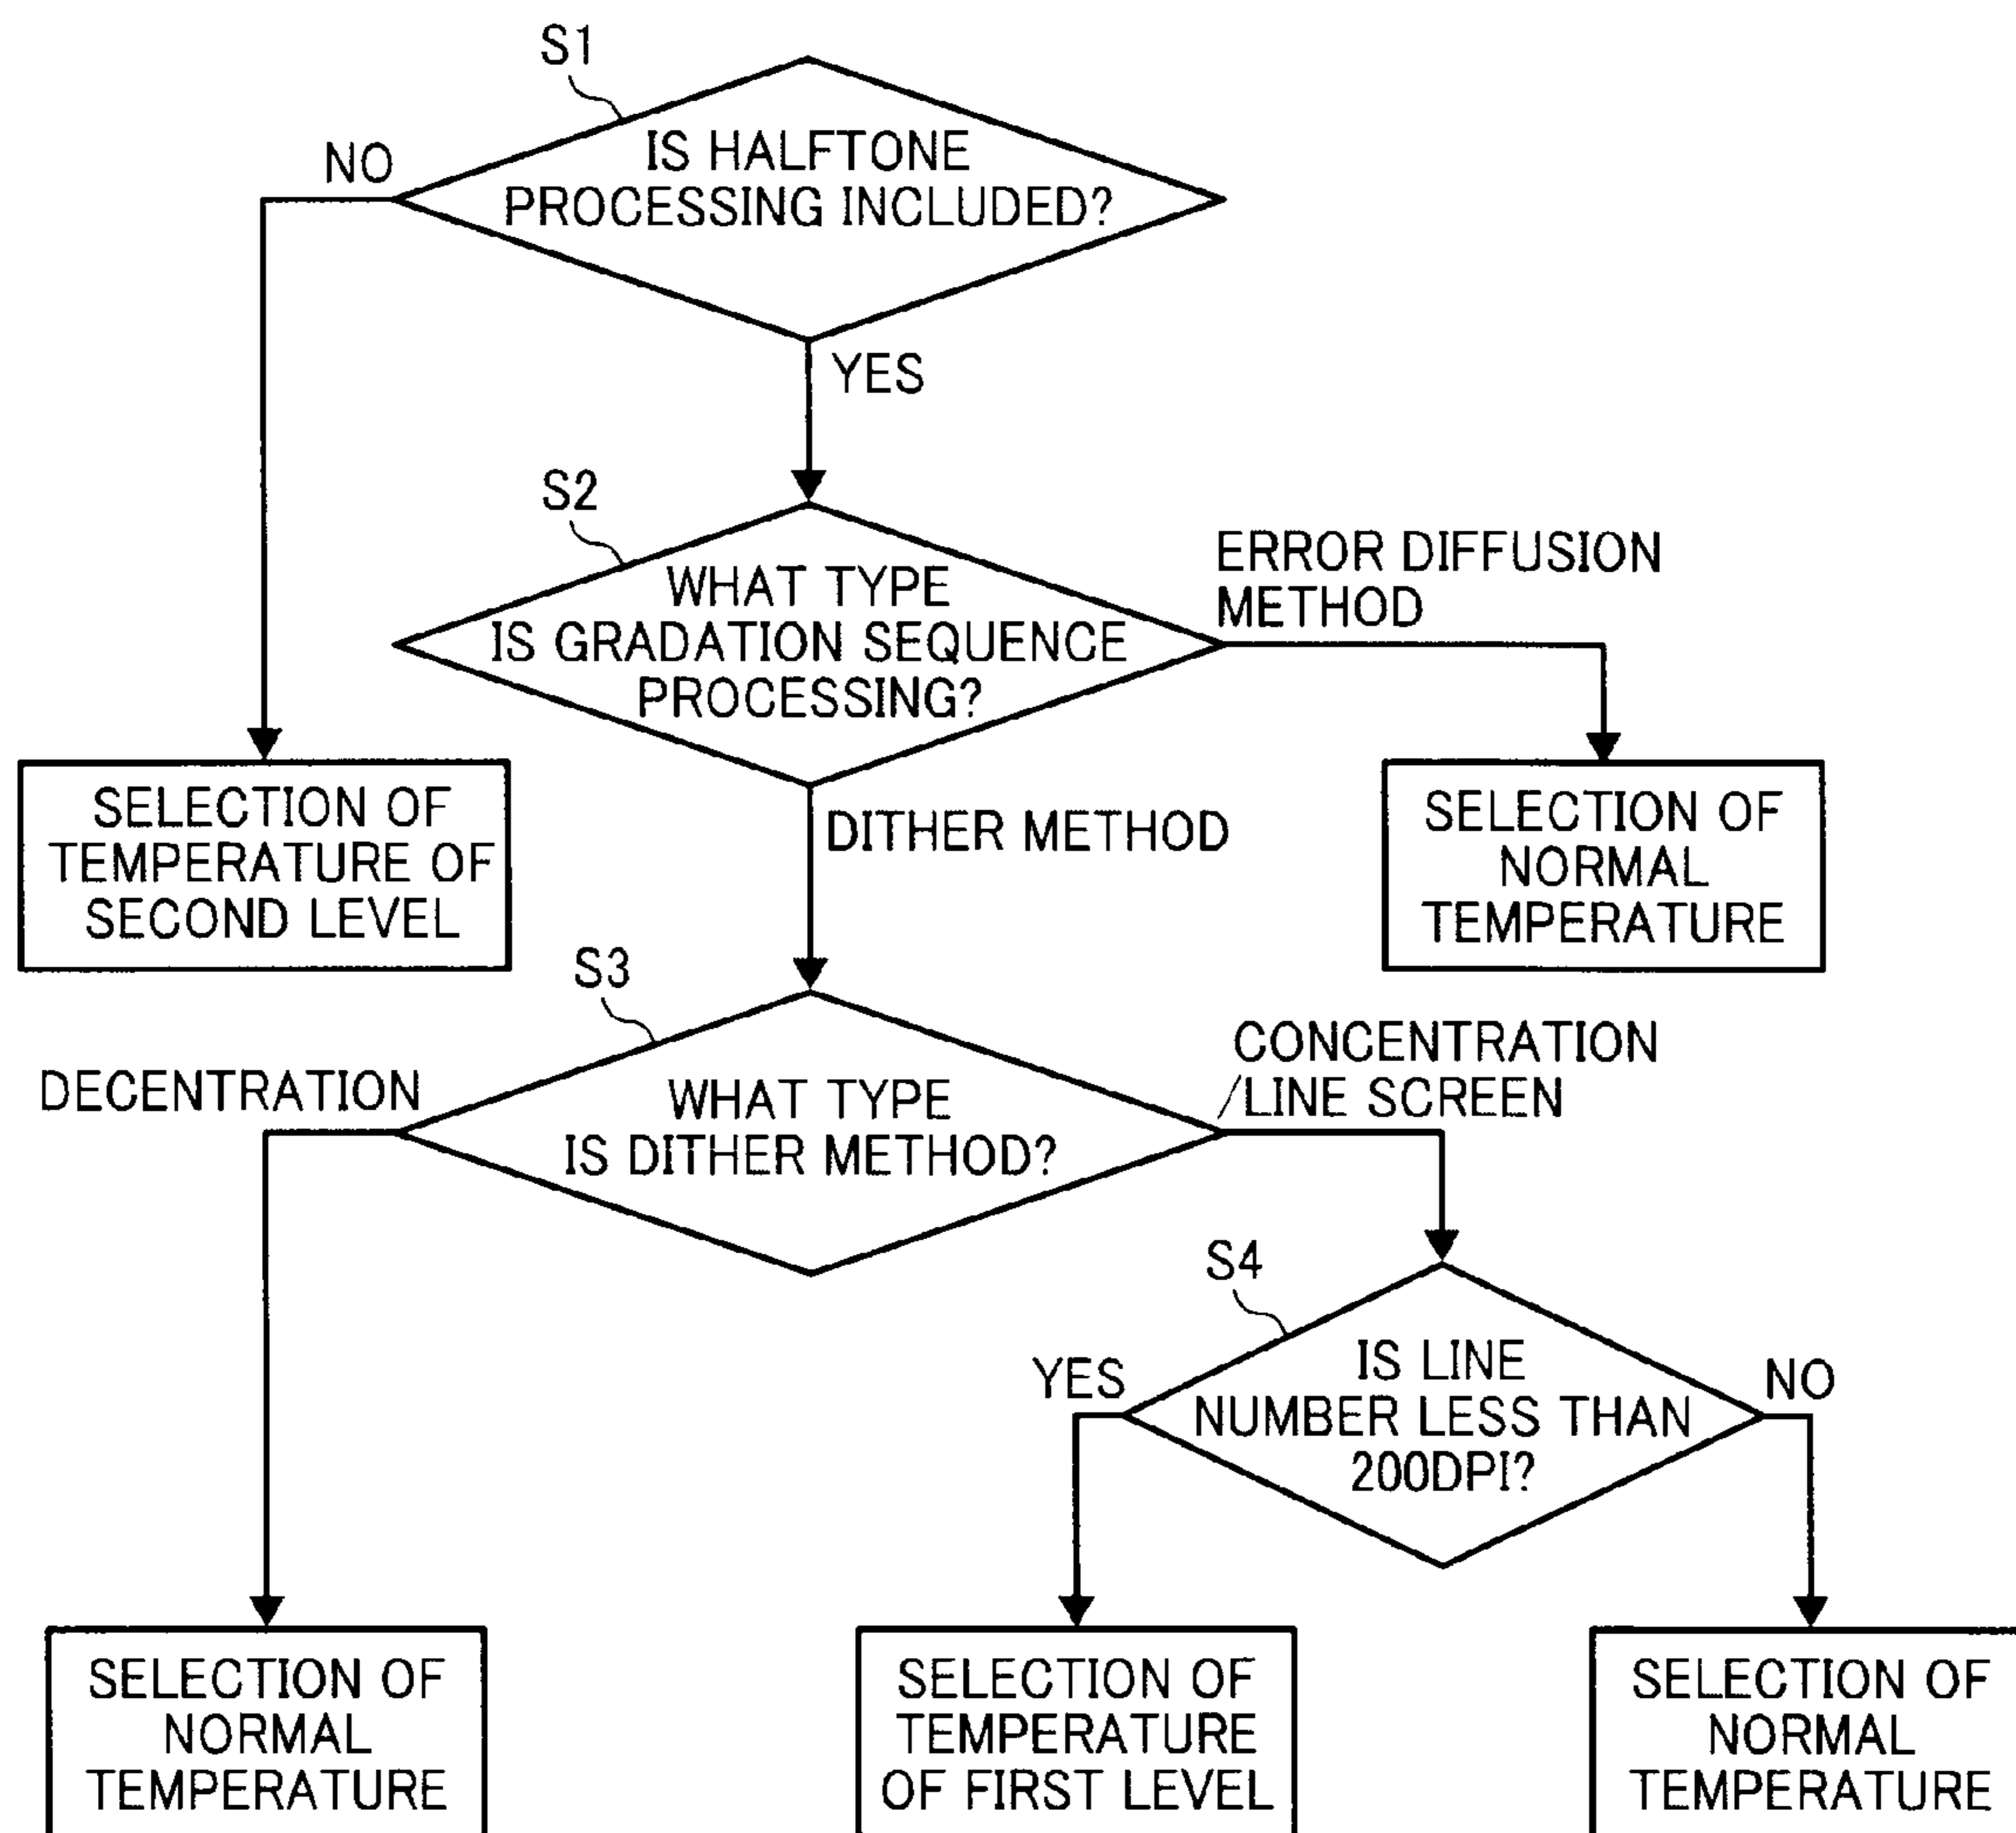 S1
IS HALFTONE
PROCESSING INCLUDED?
NO
YES
S2
WHAT TYPE
IS GRADATION SEQUENCE
PROCESSING?
ERROR DIFFUSION
METHOD
SELECTION OF
TEMPERATURE OF
SECOND LEVEL
DITHER METHOD
SELECTION OF
NORMAL
TEMPERATURE
S3
DECENTRATION
WHAT TYPE
IS DITHER METHOD?
CONCENTRATION
/LINE SCREEN
S4
YES
IS LINE
NUMBER LESS THAN
200DPI?
NO
SELECTION OF
NORMAL
TEMPERATURE
SELECTION OF
TEMPERATURE
OF FIRST LEVEL
SELECTION OF
NORMAL
TEMPERATURE